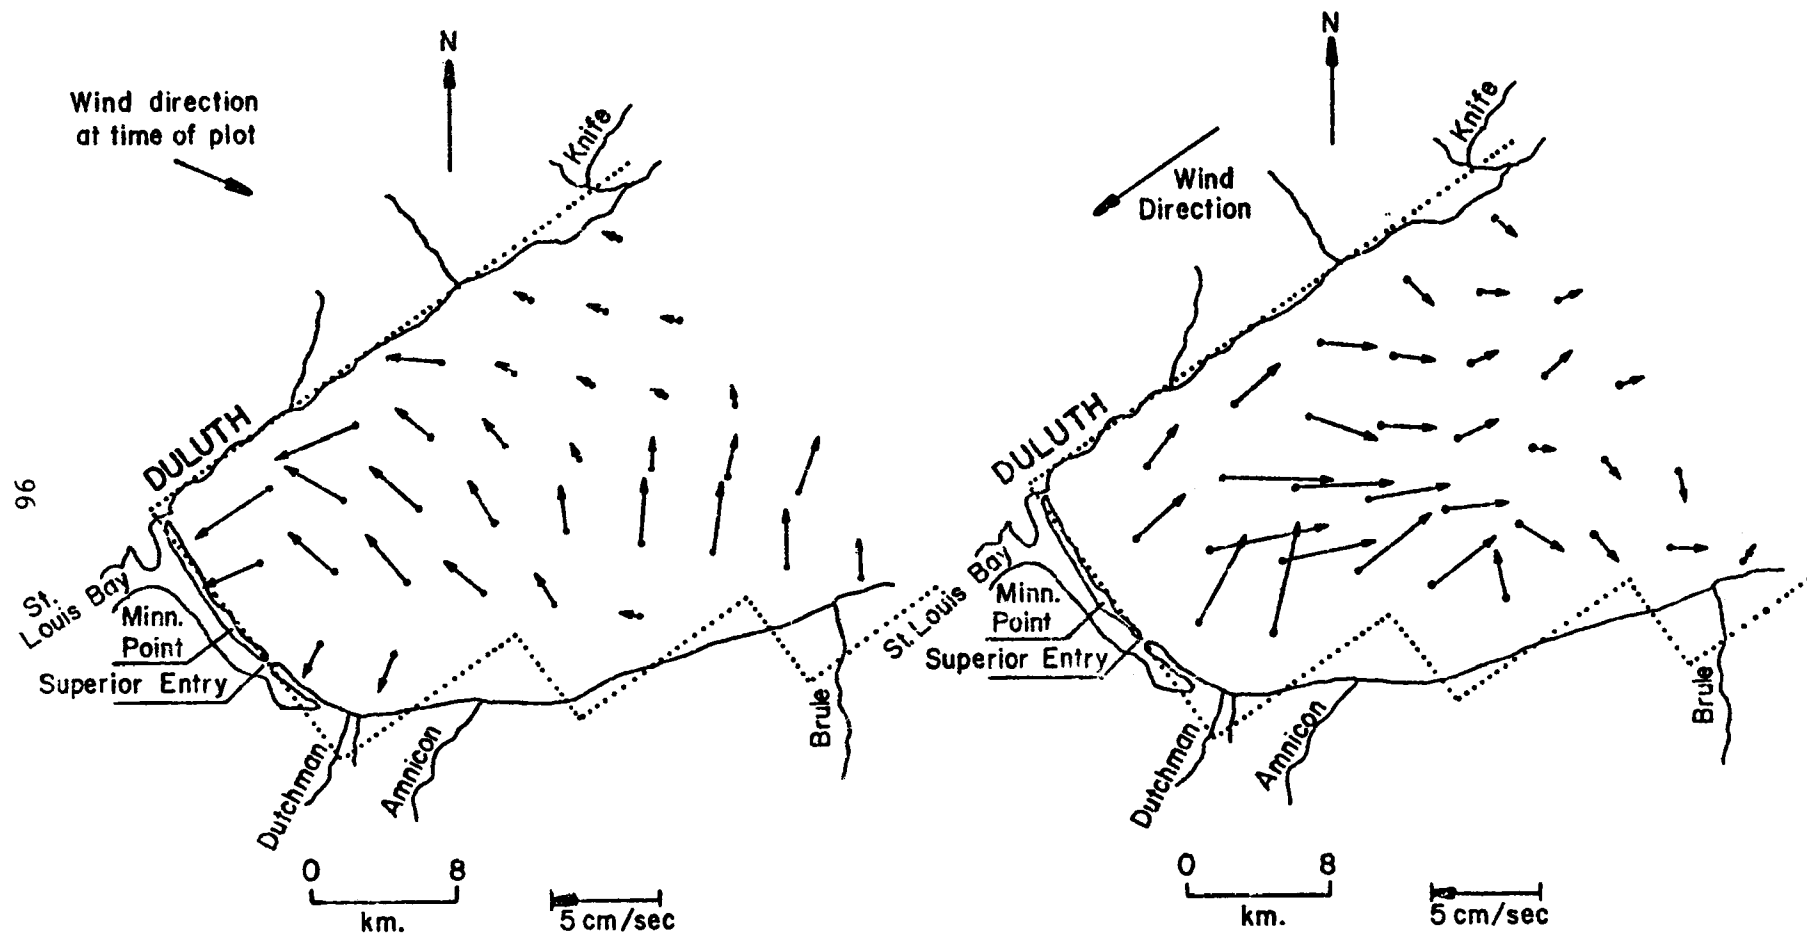 N
Wind direction
at time of plot
Knife
DULUTH
St.
Louis Bay
Minn.
Point
Superior Entry
Dutchman
Amnicon
Brule
0 8
km.
5 cm/sec
N
Wind
Direction
Knife
DULUTH
St. Louis Bay
Minn.
Point
Superior Entry
Dutchman
Amnicon
Brule
0 8
km.
5 cm/sec
96